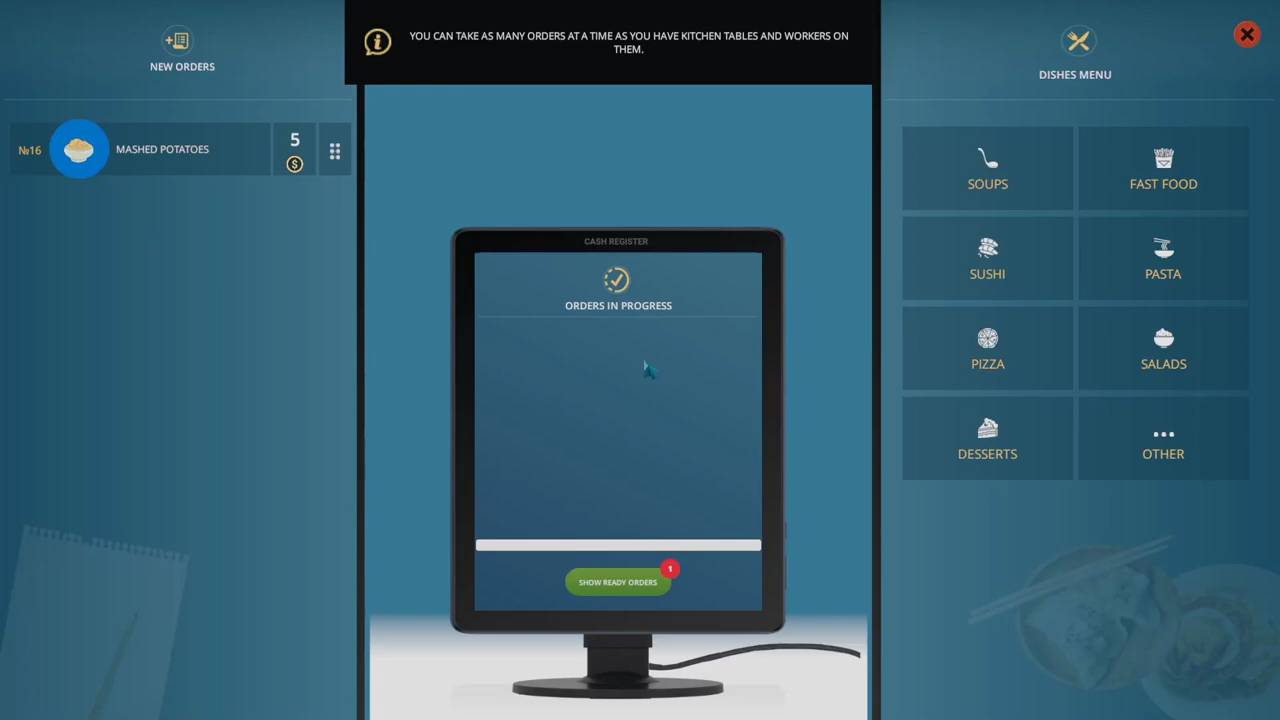 NEW ORDERS
№16
MASHED POTATOES
5
$
i
YOU CAN TAKE AS MANY ORDERS AT A TIME AS YOU HAVE KITCHEN TABLES AND WORKERS ON
THEM.
CASH REGISTER
ORDERS IN PROGRESS
SHOW READY ORDERS
1
DISHES MENU
SOUPS
FAST FOOD
SUSHI
PASTA
PIZZA
SALADS
DESSERTS
OTHER